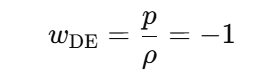 w_DE = p/ρ = −1